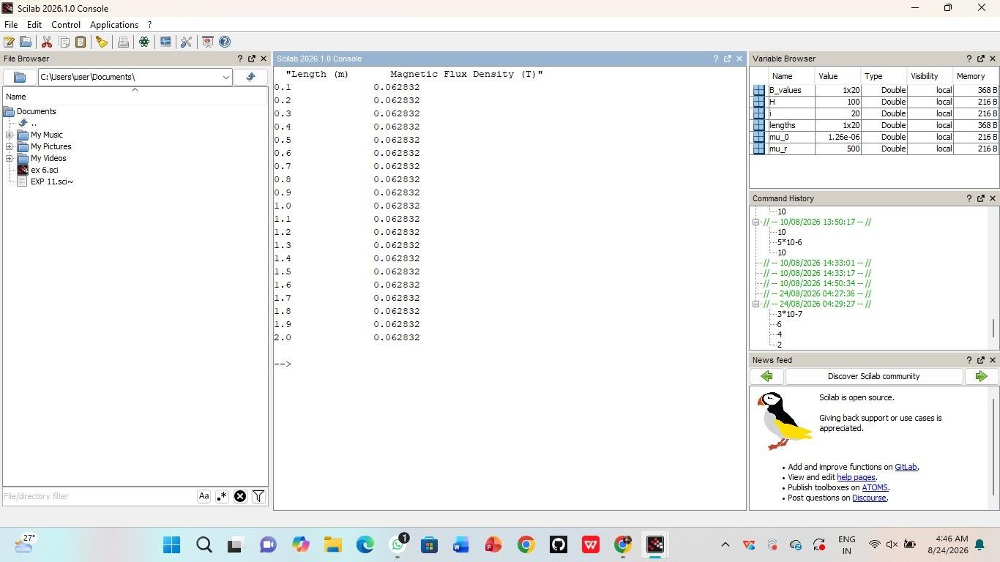 Scilab 2026.1.0 Console
File Edit Control Applications ?
File Browser
C:\Users\user\Documents\
Name
Documents
..
My Music
My Pictures
My Videos
ex 6.sci
EXP 11.sci~
File/directory filter
Aa
.*
Scilab 2026.1.0 Console
"Length (m) Magnetic Flux Density (T)"
0.1 0.062832
0.2 0.062832
0.3 0.062832
0.4 0.062832
0.5 0.062832
0.6 0.062832
0.7 0.062832
0.8 0.062832
0.9 0.062832
1.0 0.062832
1.1 0.062832
1.2 0.062832
1.3 0.062832
1.4 0.062832
1.5 0.062832
1.6 0.062832
1.7 0.062832
1.8 0.062832
1.9 0.062832
2.0 0.062832
-->
Variable Browser
Name Value Type Visibility Memory
B_values 1x20 Double local 368 B
H 100 Double local 216 B
i 20 Double local 216 B
lengths 1x20 Double local 368 B
mu_0 1.26e-06 Double local 216 B
mu_r 500 Double local 216 B
Command History
10
// -- 10/08/2026 13:50:17 -- //
10
5*10-6
10
// -- 10/08/2026 14:33:01 -- //
// -- 10/08/2026 14:33:17 -- //
// -- 10/08/2026 14:50:34 -- //
// -- 24/08/2026 04:27:36 -- //
// -- 24/08/2026 04:29:27 -- //
3*10-7
6
4
2
News feed
Discover Scilab community
Scilab is open source.
Giving back support or use cases is
appreciated.
• Add and improve functions on GitLab.
• View and edit help pages.
• Publish toolboxes on ATOMS.
• Post questions on Discourse.
27°
1
ENG
IN
4:46 AM
8/24/2026